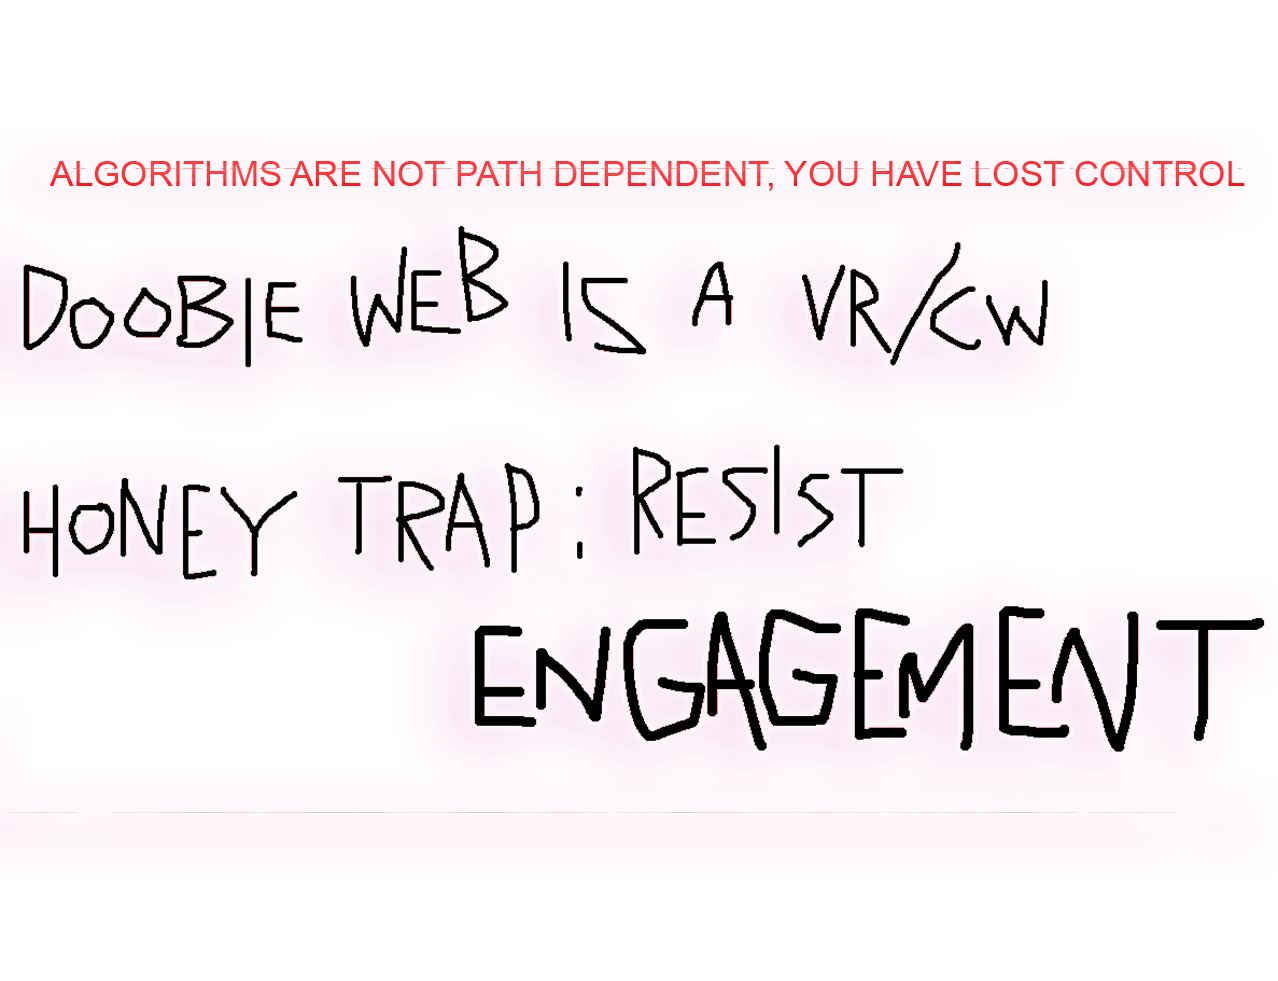 ALGORITHMS ARE NOT PATH DEPENDENT, YOU HAVE LOST CONTROL
DOOBIE WEB IS A VR/CW
HONEY TRAP: RESIST
ENGAGEMENT